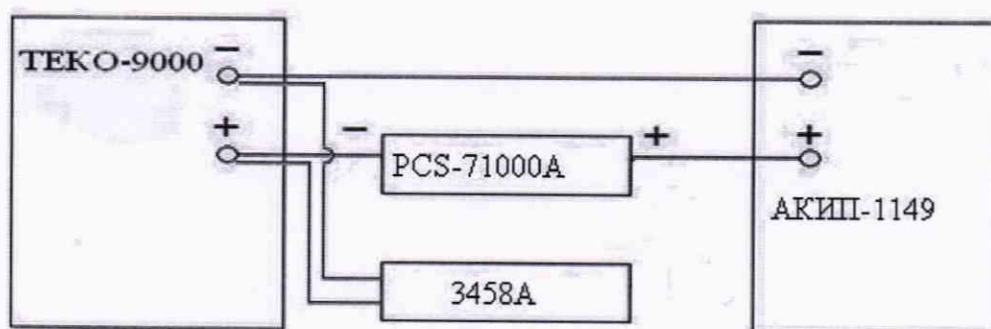 ТЕКО-9000
−
+
−
PCS-71000A
+
3458A
−
+
АКИП-1149